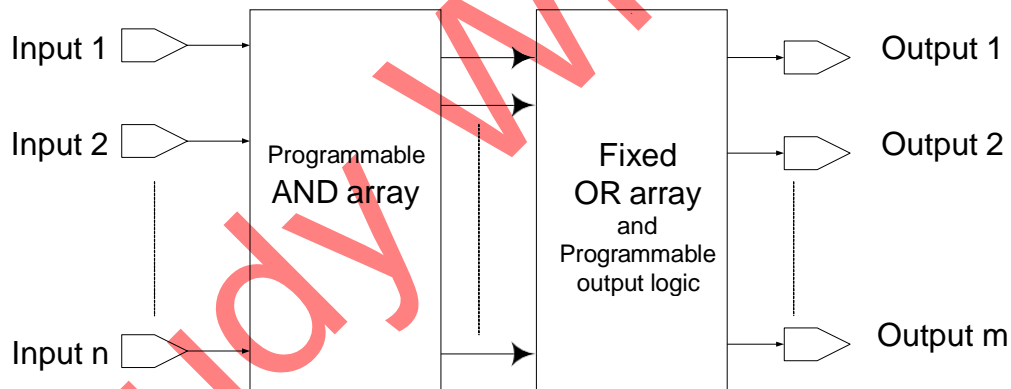 Input 1
Input 2
Input n
Programmable
AND array
Fixed
OR array
and
Programmable
output logic
Output 1
Output 2
Output m
udy W